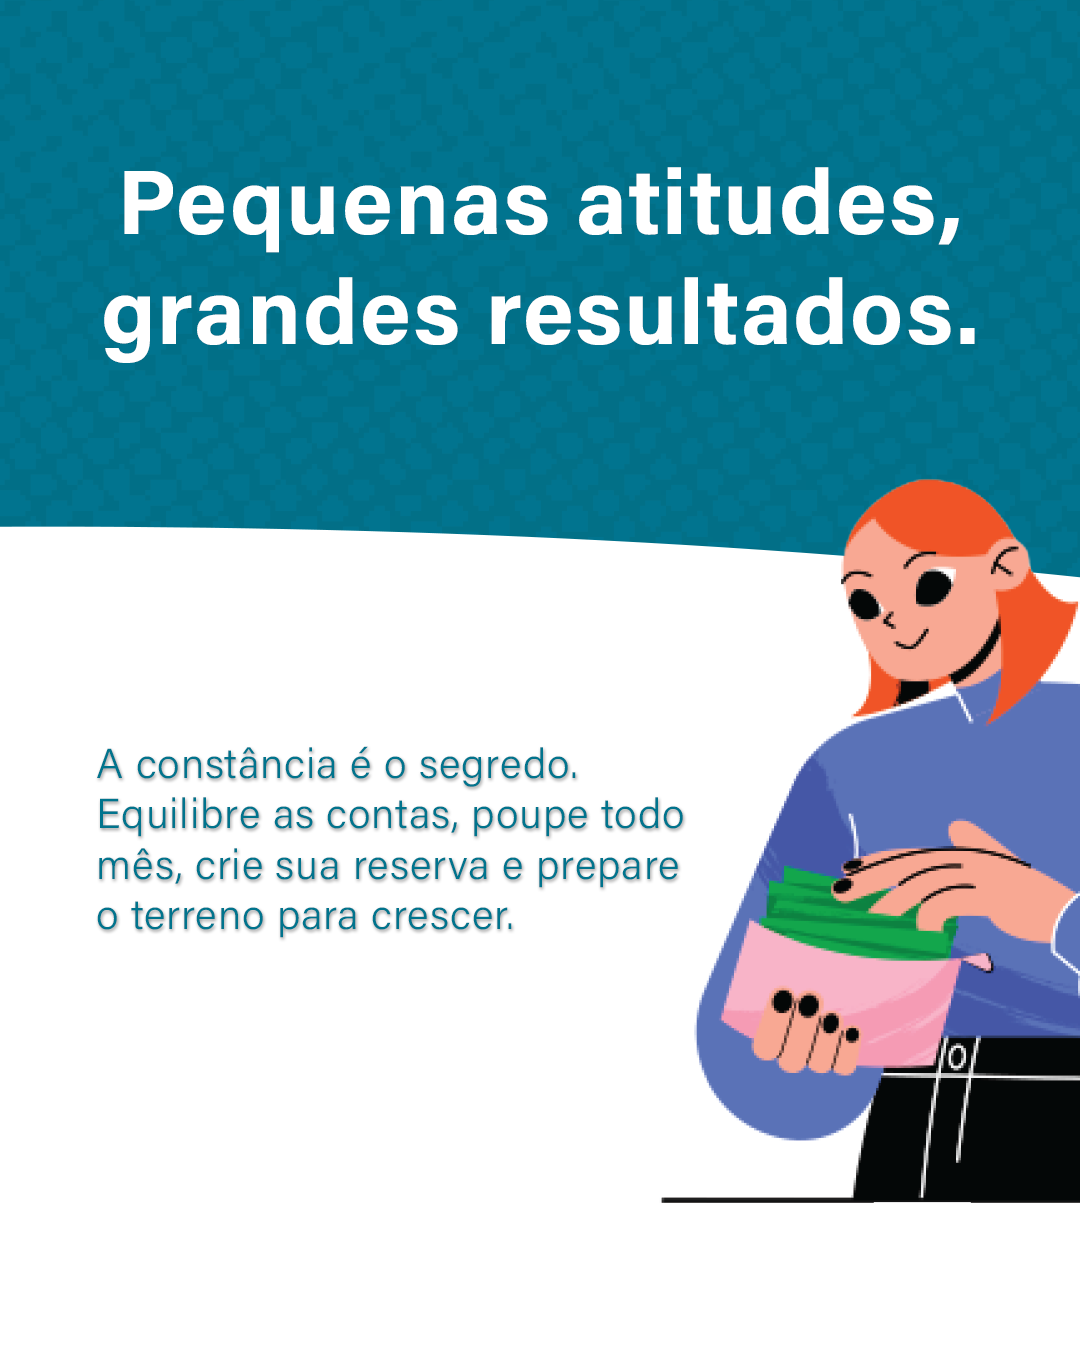 Pequenas atitudes,
grandes resultados.
A constância é o segredo.
Equilibre as contas, poupe todo
mês, crie sua reserva e prepare
o terreno para crescer.